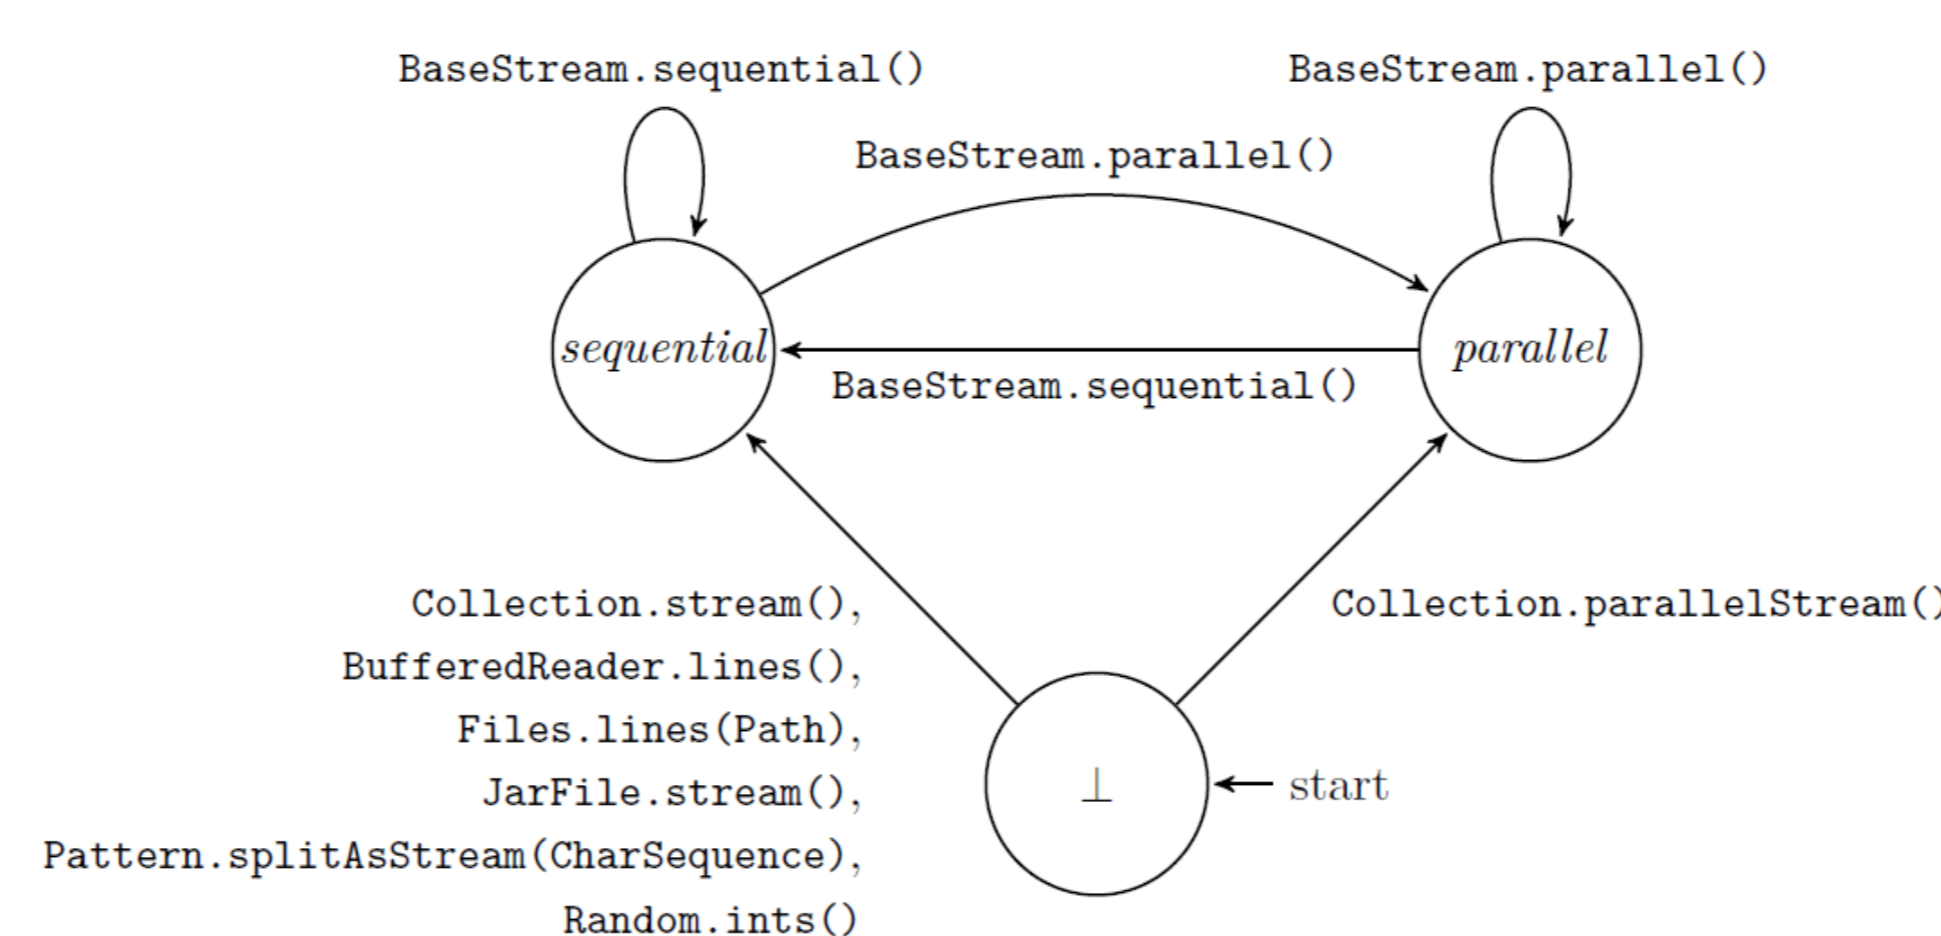 BaseStream.sequential()
BaseStream.parallel()
BaseStream.parallel()
sequential
parallel
BaseStream.sequential()
Collection.stream(),
Collection.parallelStream()
BufferedReader.lines(),
Files.lines(Path),
JarFile.stream(),
⊥
start
Pattern.splitAsStream(CharSequence),
Random.ints()